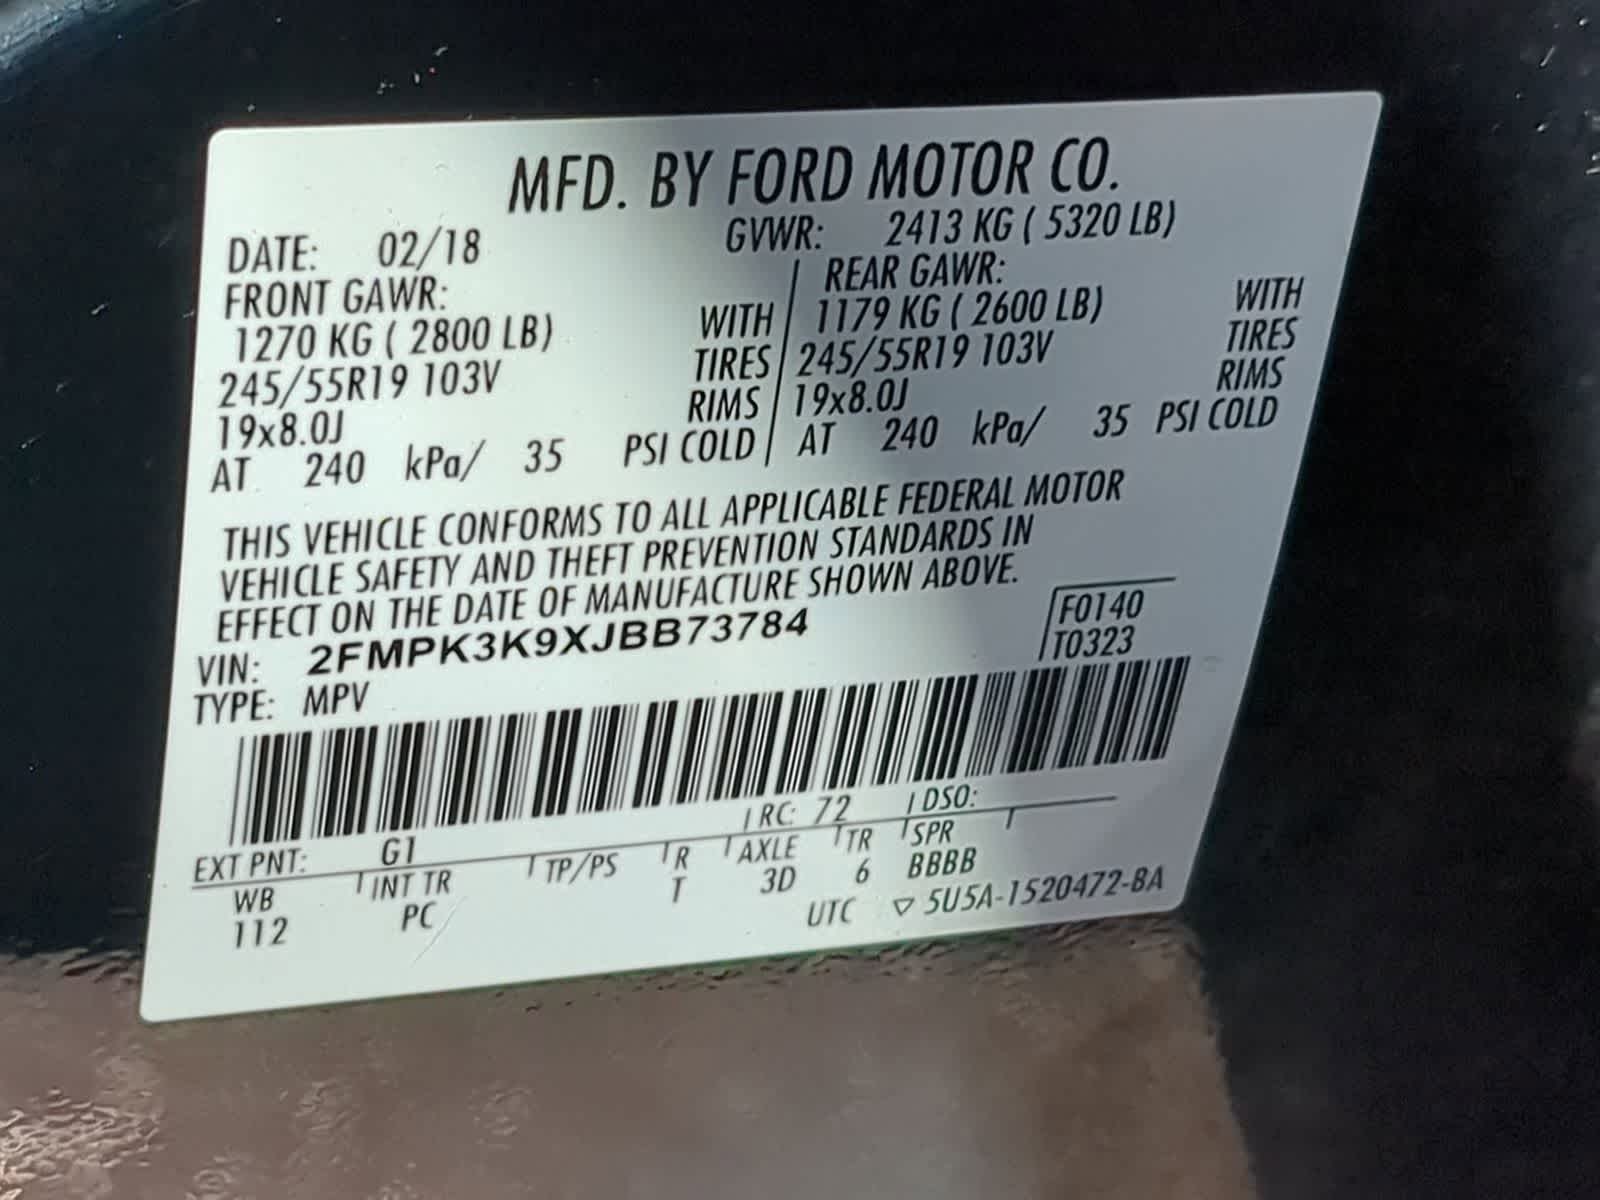 MFD. BY FORD MOTOR CO.
DATE: 02/18 GVWR: 2413 KG ( 5320 LB)
FRONT GAWR: REAR GAWR:
1270 KG ( 2800 LB) WITH 1179 KG ( 2600 LB) WITH
245/55R19 103V TIRES 245/55R19 103V TIRES
19x8.0J RIMS 19x8.0J RIMS
AT 240 kPa/ 35 PSI COLD AT 240 kPa/ 35 PSI COLD
THIS VEHICLE CONFORMS TO ALL APPLICABLE FEDERAL MOTOR
VEHICLE SAFETY AND THEFT PREVENTION STANDARDS IN
EFFECT ON THE DATE OF MANUFACTURE SHOWN ABOVE.
VIN: 2FMPK3K9XJBB73784 F0140
TYPE: MPV T0323
EXT PNT: G1 RC: 72 DSO:
WB INT TR TP/PS R AXLE TR SPR
112 PC T 3D 6 BBBB
UTC ▽ 5U5A-1520472-BA